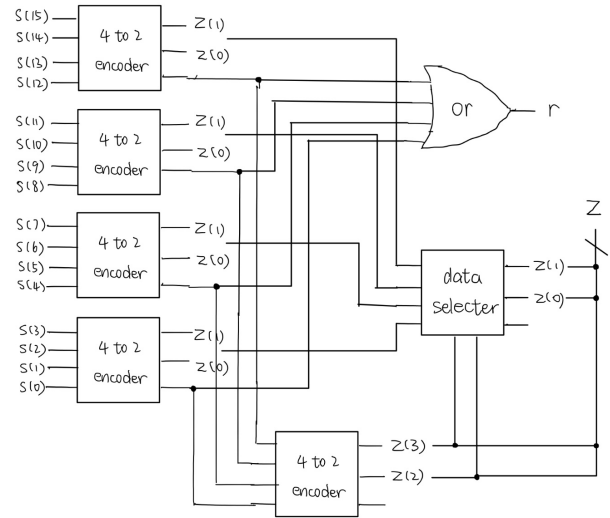 S(15)
S(14)
S(13)
S(12)
4 to 2
encoder
Z(1)
Z(0)
S(11)
S(10)
S(9)
S(8)
4 to 2
encoder
Z(1)
Z(0)
or
r
S(7)
S(6)
S(5)
S(4)
4 to 2
encoder
Z(1)
Z(0)
data
selecter
Z(1)
Z(0)
Z
S(3)
S(2)
S(1)
S(0)
4 to 2
encoder
Z(1)
Z(0)
4 to 2
encoder
Z(3)
Z(2)